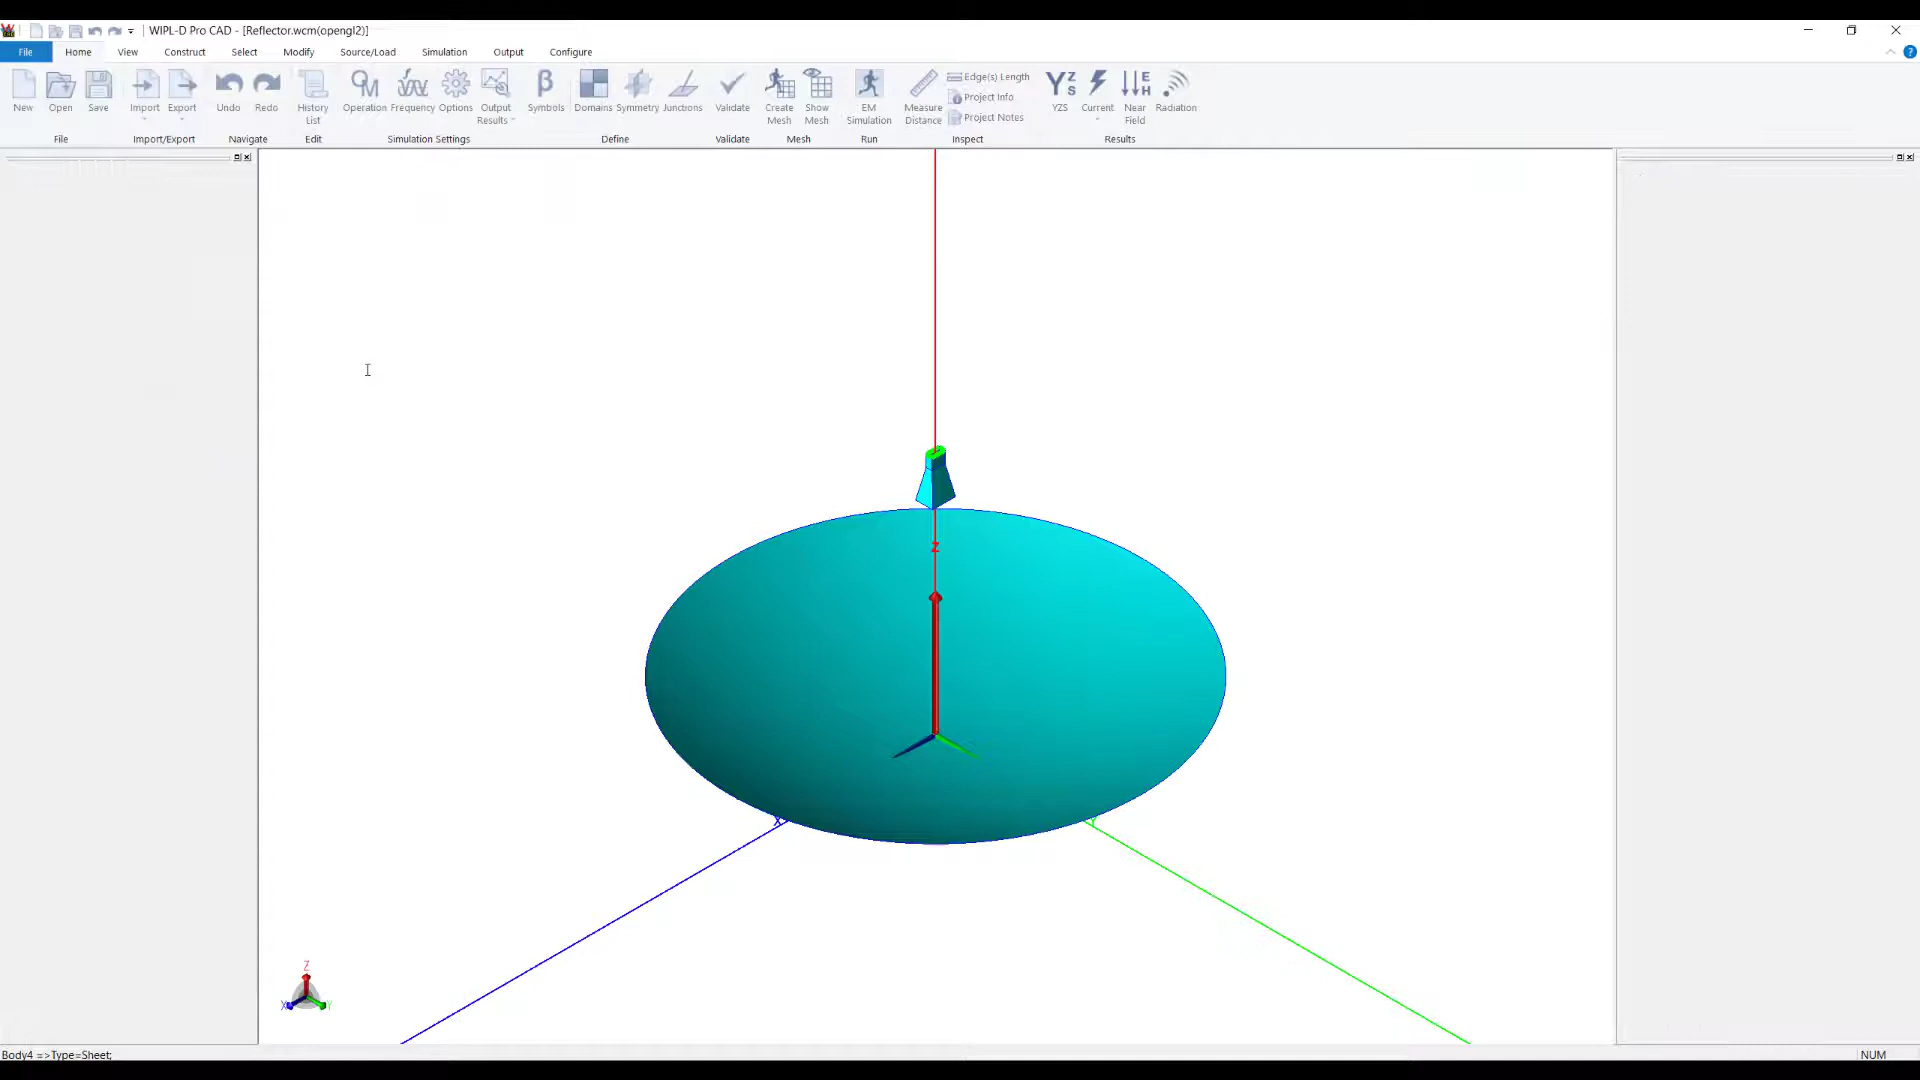 WIPL-D Pro CAD - [Reflector.wcm(opengl2)]
File Home View Construct Select Modify Source/Load Simulation Output Configure
New Open Save Import Export Undo Redo History List Operation Frequency Options Output Results Symbols Domains Symmetry Junctions Validate Create Mesh Show Mesh EM Simulation Measure Distance Edge(s) Length YZS Current Near Field Radiation
Project Info
Project Notes
File Import/Export Navigate Edit Simulation Settings Define Validate Mesh Run Inspect Results
Z
X Y
Z
X Y
Body4 =>Type=Sheet; NUM